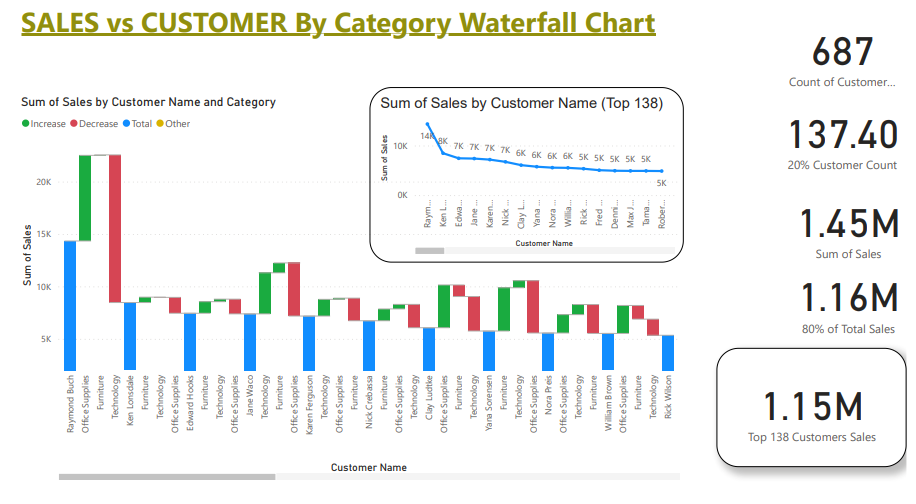 SALES vs CUSTOMER By Category Waterfall Chart
Sum of Sales by Customer Name and Category
Increase Decrease Total Other
Sum of Sales
20K
15K
10K
5K
Raymond Buch
Office Supplies
Furniture
Technology
Ken Lonsdale
Furniture
Technology
Office Supplies
Edward Hooks
Furniture
Technology
Office Supplies
Jane Waco
Technology
Furniture
Office Supplies
Karen Ferguson
Technology
Furniture
Office Supplies
Nick Crebassa
Furniture
Office Supplies
Technology
Clay Ludtke
Office Supplies
Furniture
Technology
Yana Sorensen
Furniture
Technology
Office Supplies
Nora Preis
Office Supplies
Technology
Furniture
William Brown
Office Supplies
Furniture
Technology
Rick Wilson
Customer Name
Sum of Sales by Customer Name (Top 138)
Sum of Sales
10K
0K
14K 8K 7K 7K 7K 7K 6K 6K 6K 6K 5K 5K 5K 5K 5K
5K
Raym...
Ken L...
Edwa...
Jane ...
Karen...
Nick ...
Clay L...
Yana ...
Nora ...
Willia...
Rick ...
Fred ...
Denni...
Max J...
Tama...
Rober...
Customer Name
687
Count of Customer...
137.40
20% Customer Count
1.45M
Sum of Sales
1.16M
80% of Total Sales
1.15M
Top 138 Customers Sales